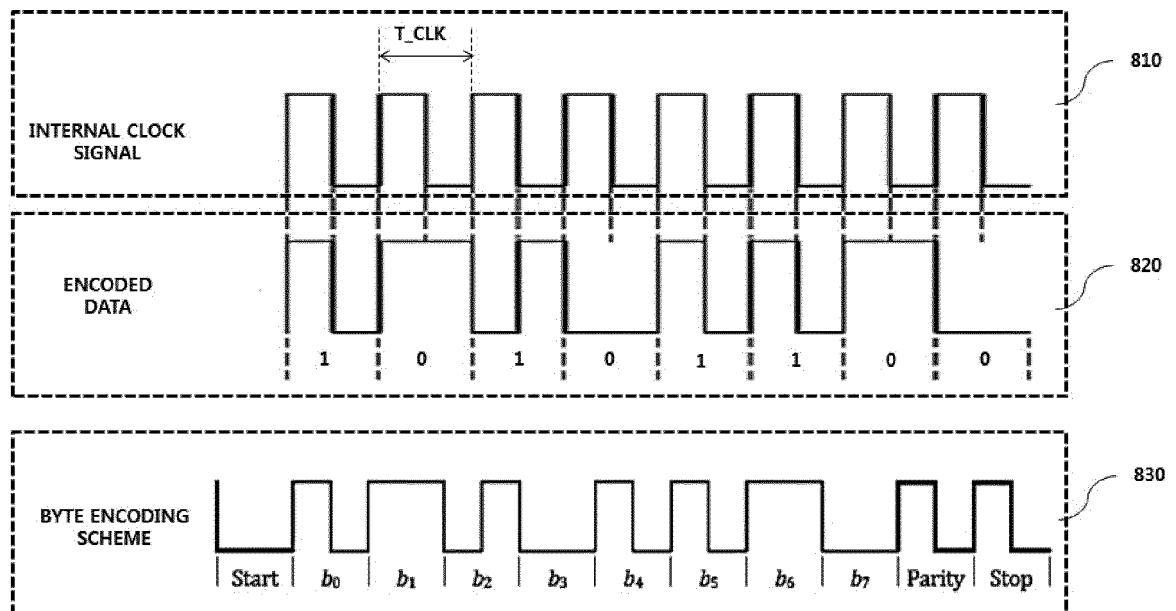 T_CLK
810
INTERNAL CLOCK
SIGNAL
ENCODED
DATA
820
1 0 1 0 1 1 0 0
830
BYTE ENCODING
SCHEME
Start b₀ b₁ b₂ b₃ b₄ b₅ b₆ b₇ Parity Stop